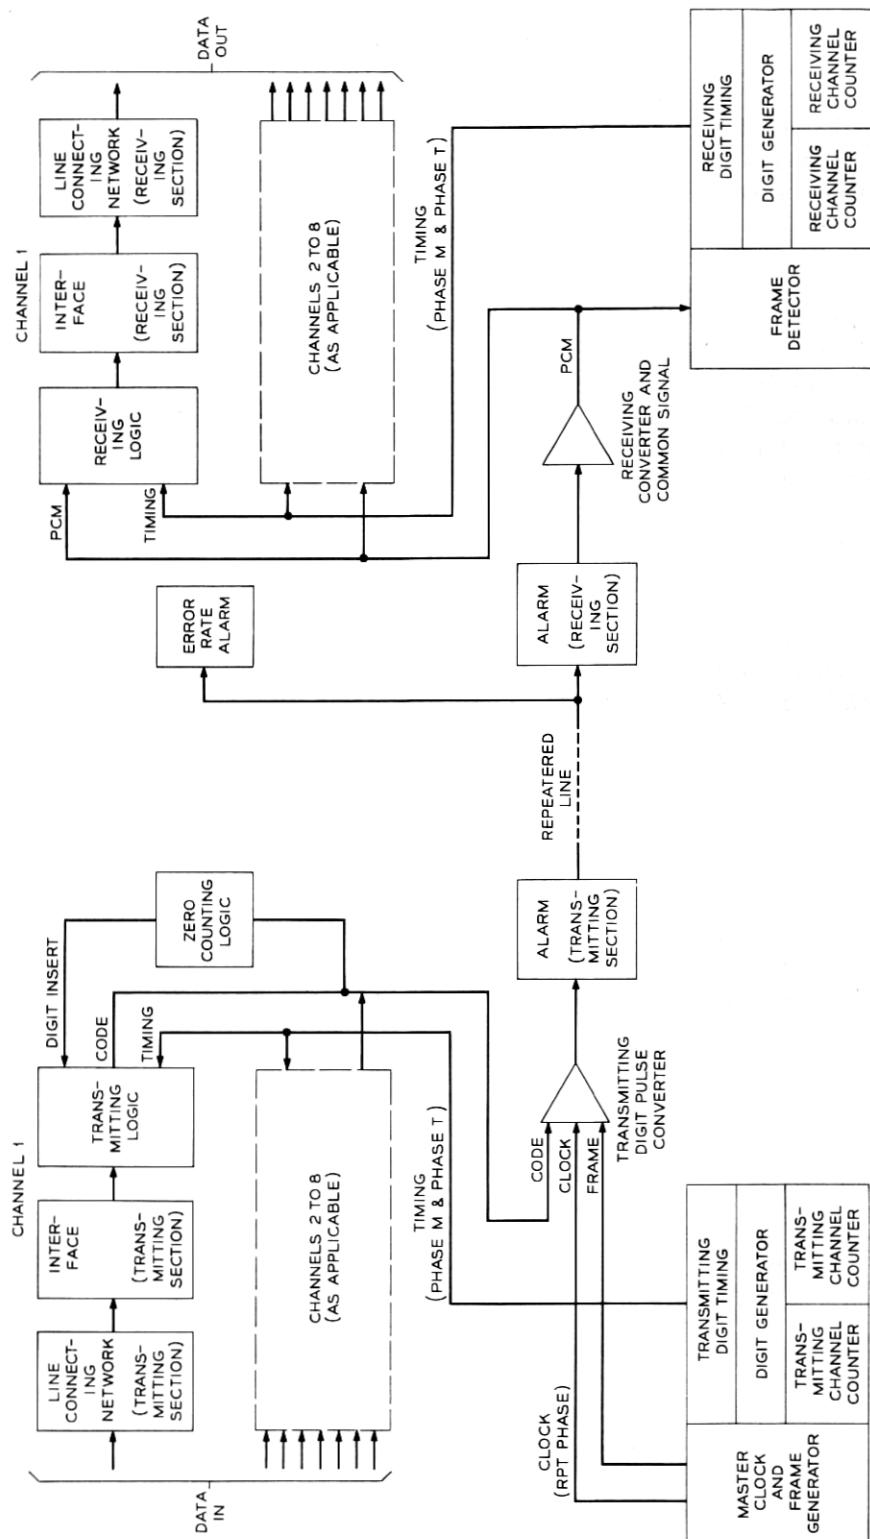 CHANNEL 1
DATA
IN
LINE
CONNECT-
ING
NETWORK
(TRANS-
MITTING
SECTION)
INTER-
FACE
(TRANS-
MITTING
SECTION)
TRANS-
MITTING
LOGIC
DIGIT INSERT
CODE
TIMING
ZERO
COUNTING
LOGIC
CHANNELS 2 TO 8
(AS APPLICABLE)
TIMING
(PHASE M & PHASE T)
CLOCK
(RPT PHASE)
CODE
CLOCK
FRAME
TRANSMITTING
DIGIT PULSE
CONVERTER
ALARM
(TRANS-
MITTING
SECTION)
REPEATERED
LINE
MASTER
CLOCK
AND
FRAME
GENERATOR
TRANSMITTING
DIGIT TIMING
DIGIT GENERATOR
TRANS-
MITTING
CHANNEL
COUNTER
TRANS-
MITTING
CHANNEL
COUNTER
ERROR
RATE
ALARM
ALARM
(RECEIV-
ING
SECTION)
CHANNEL 1
PCM
TIMING
RECEIV-
ING
LOGIC
INTER-
FACE
(RECEIV-
ING
SECTION)
LINE
CONNECT-
ING
NETWORK
(RECEIV-
ING
SECTION)
DATA
OUT
CHANNELS 2 TO 8
(AS APPLICABLE)
TIMING
(PHASE M & PHASE T)
PCM
RECEIVING
CONVERTER AND
COMMON SIGNAL
FRAME
DETECTOR
RECEIVING
DIGIT TIMING
DIGIT GENERATOR
RECEIVING
CHANNEL
COUNTER
RECEIVING
CHANNEL
COUNTER